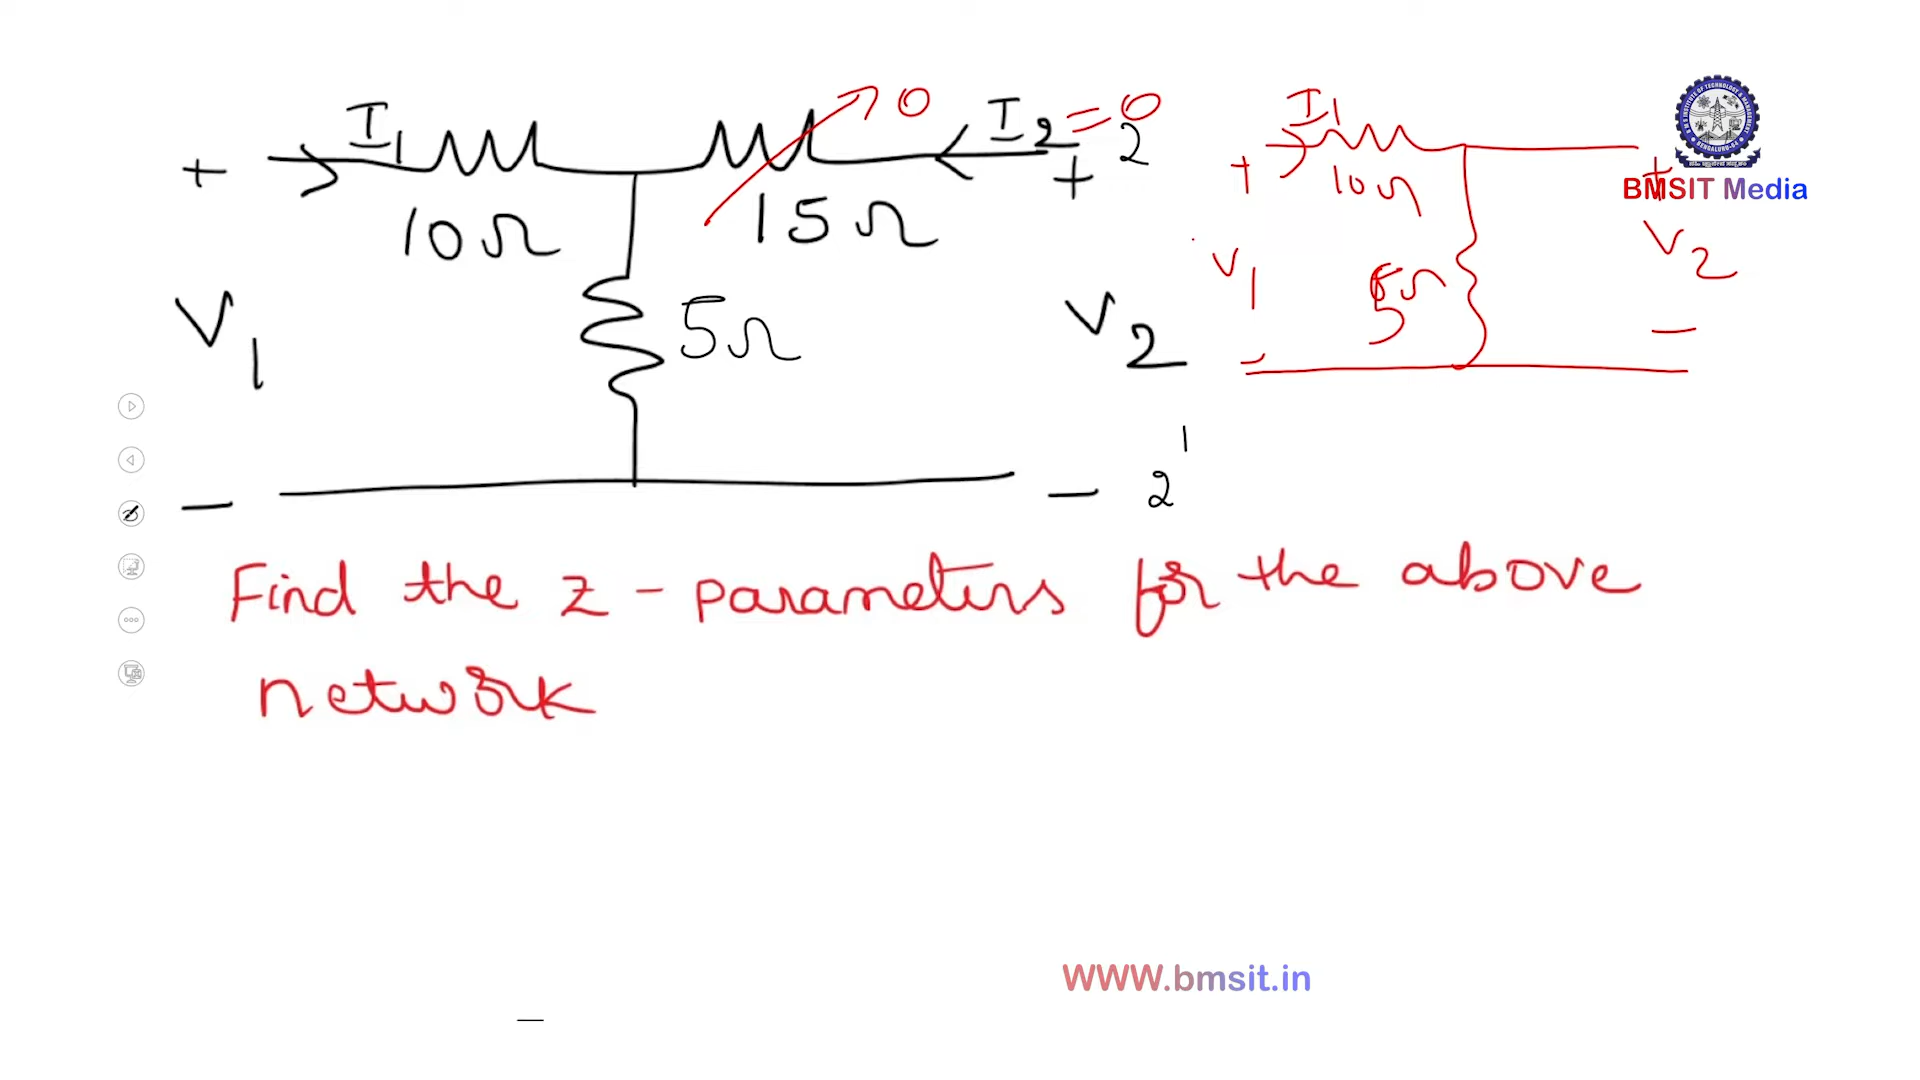 I1
0
I2 = 0
2
+
+
10Ω
15Ω
V1
5Ω
V2
2'
−
−
I1
+
10Ω
+
V1
5Ω
V2
−
−
BMSIT Media
Find the z - parameters for the above
network
WWW.bmsit.in